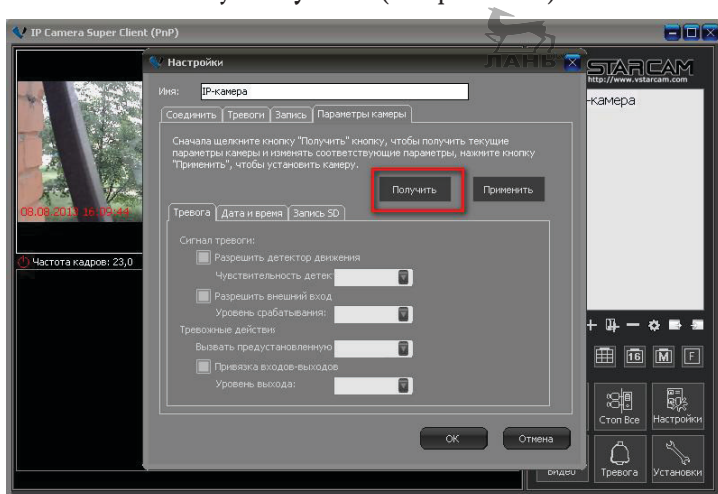 IP Camera Super Client (PnP)
ЛАНЬ
Настройки
STARCAM
http://www.vstarcam.com
Имя: IP-камера
-камера
Соединить Тревоги Запись Параметры камеры
Сначала щелкните кнопку "Получить" кнопку, чтобы получить текущие
параметры камеры и изменять соответствующие параметры, нажмите кнопку
"Применить", чтобы установить камеру.
Получить Применить
08.08.2013 16:09:44
Тревога Дата и время Запись SD
Сигнал тревоги:
Разрешить детектор движения
Частота кадров: 23,0
Чувствительность детек
Разрешить внешний вход
Уровень срабатывания:
Тревожные действия
Вызвать предустановленную
Привязка входов-выходов
Уровень выхода:
16 M F
Стоп Все Настройки
OK Отмена
Видео Тревога Установки